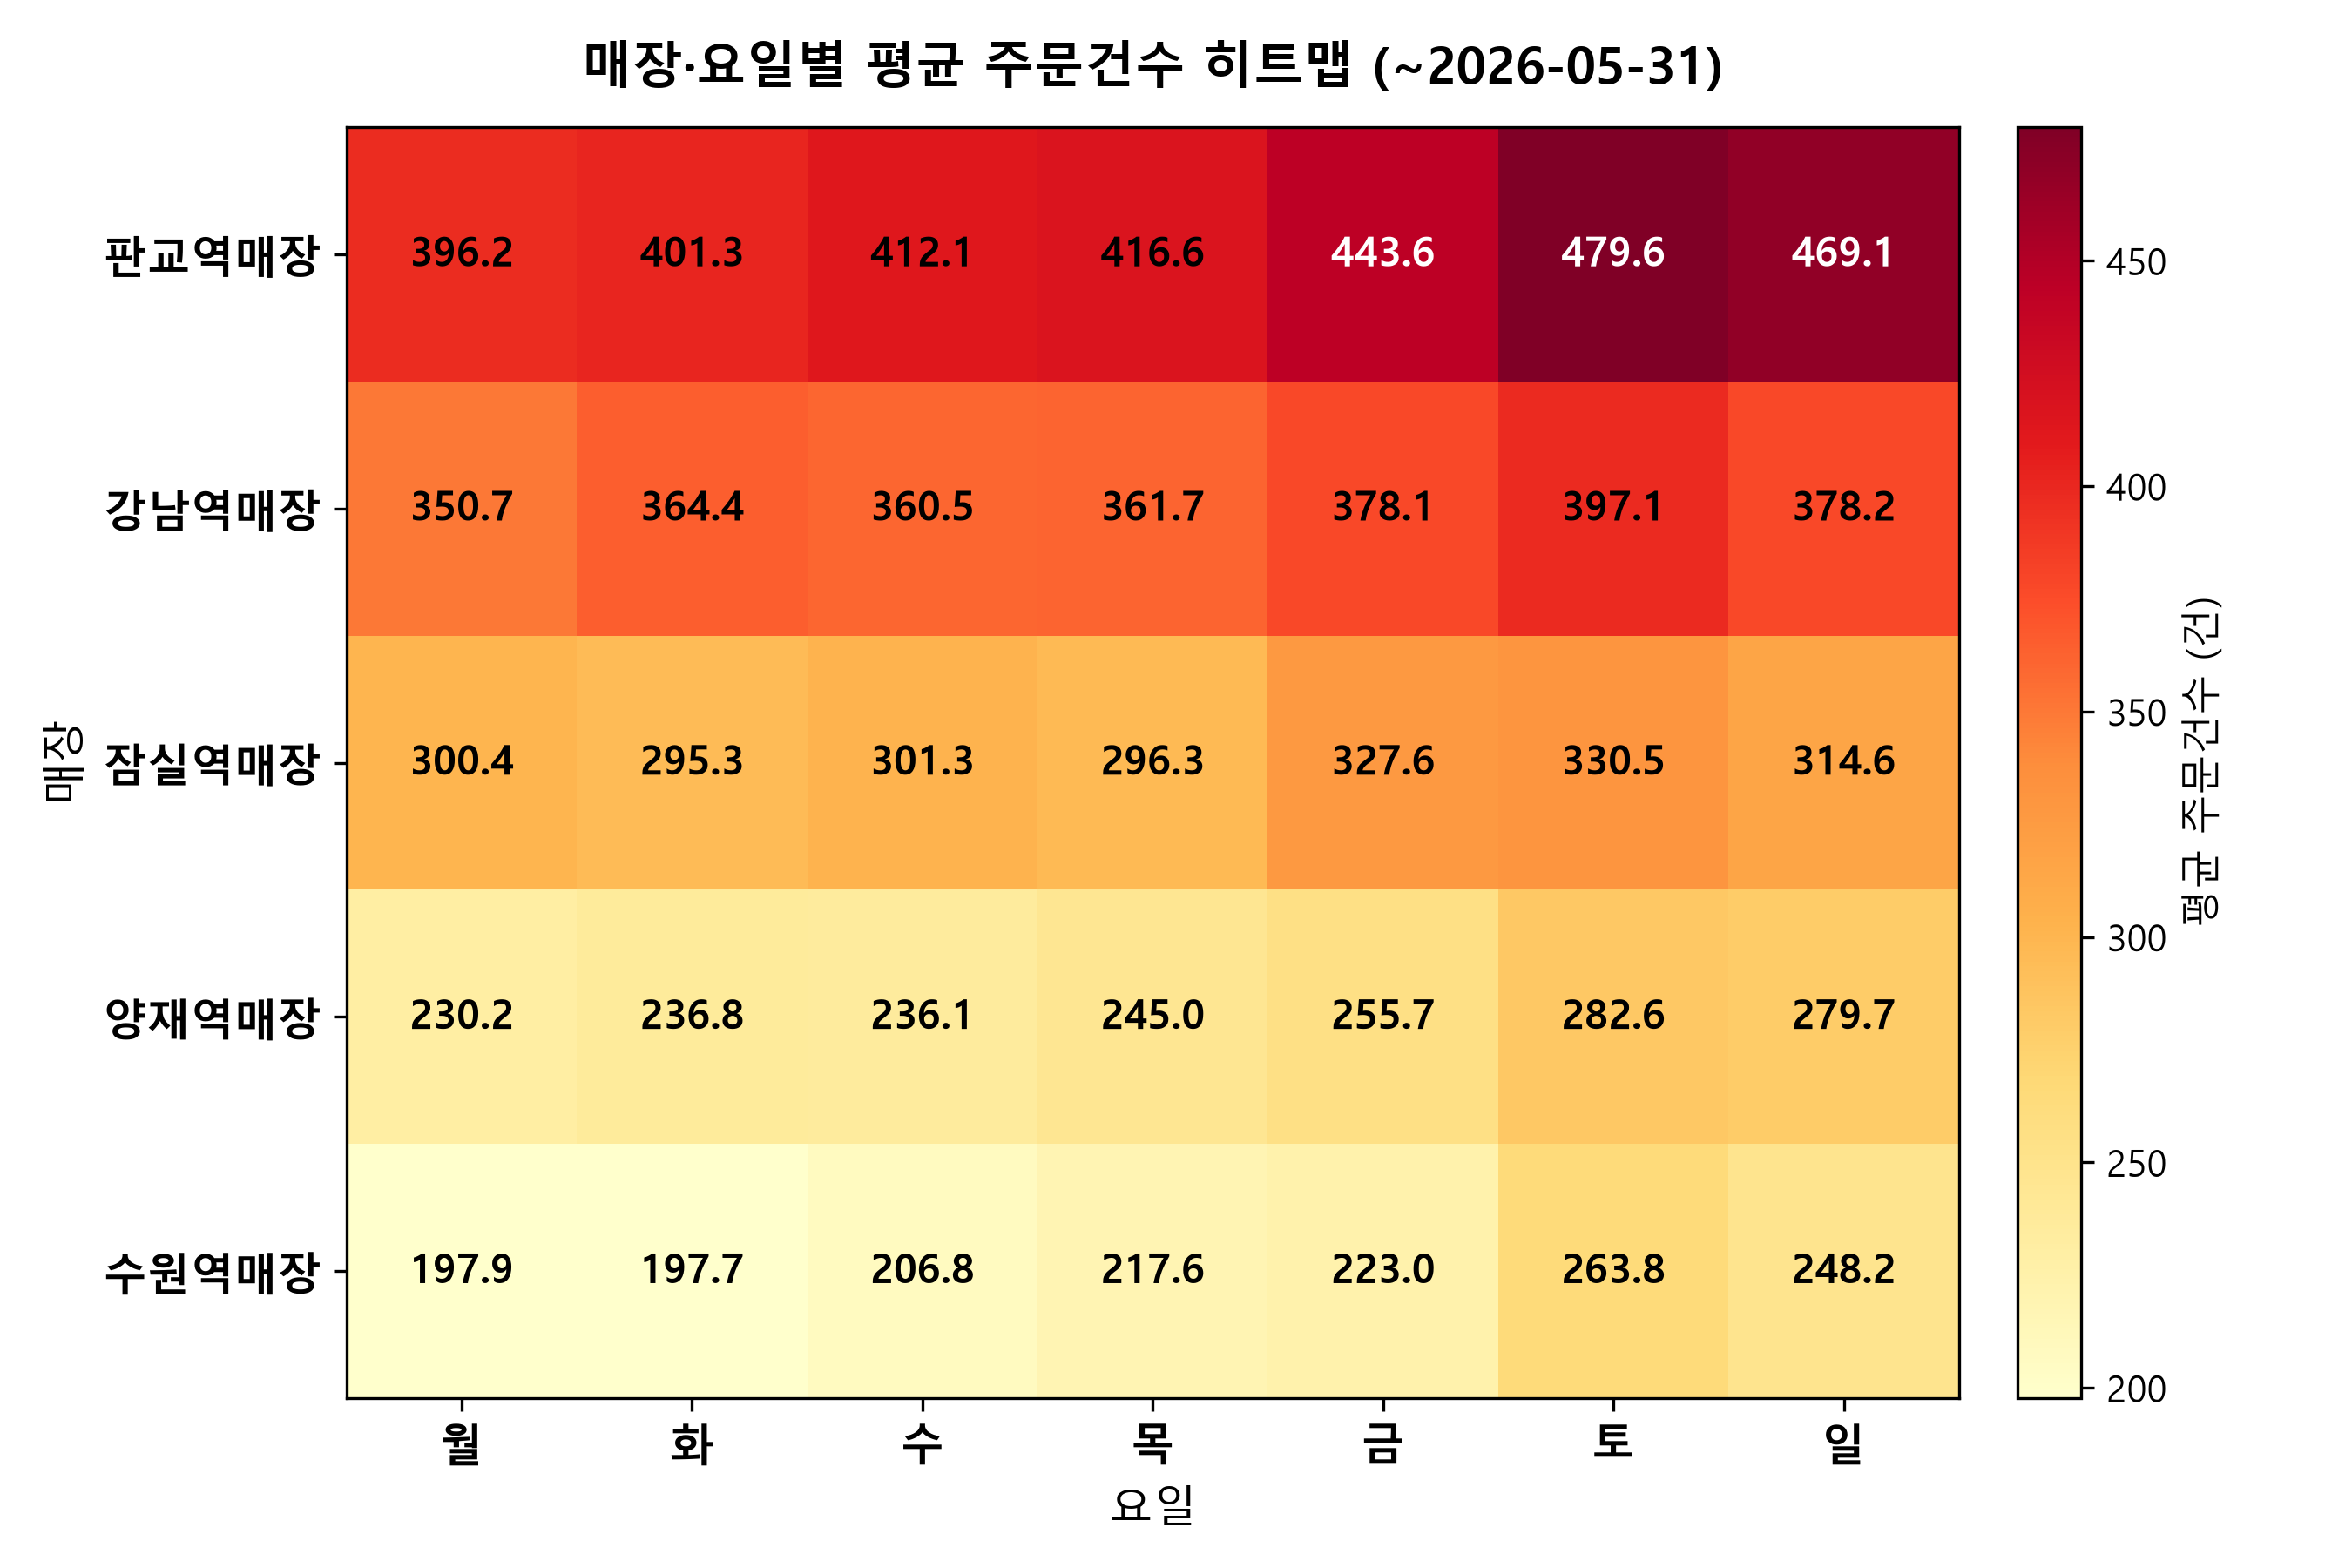 매장·요일별 평균 주문건수 히트맵 (~2026-05-31)
판교역매장 396.2 401.3 412.1 416.6 443.6 479.6 469.1
강남역매장 350.7 364.4 360.5 361.7 378.1 397.1 378.2
잠실역매장 300.4 295.3 301.3 296.3 327.6 330.5 314.6
양재역매장 230.2 236.8 236.1 245.0 255.7 282.6 279.7
수원역매장 197.9 197.7 206.8 217.6 223.0 263.8 248.2
월 화 수 목 금 토 일
요일
매장
450
400
350
300
250
200
평균 주문건수 (건)